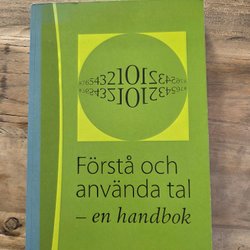 Förstå och
använda tal
– en handbok